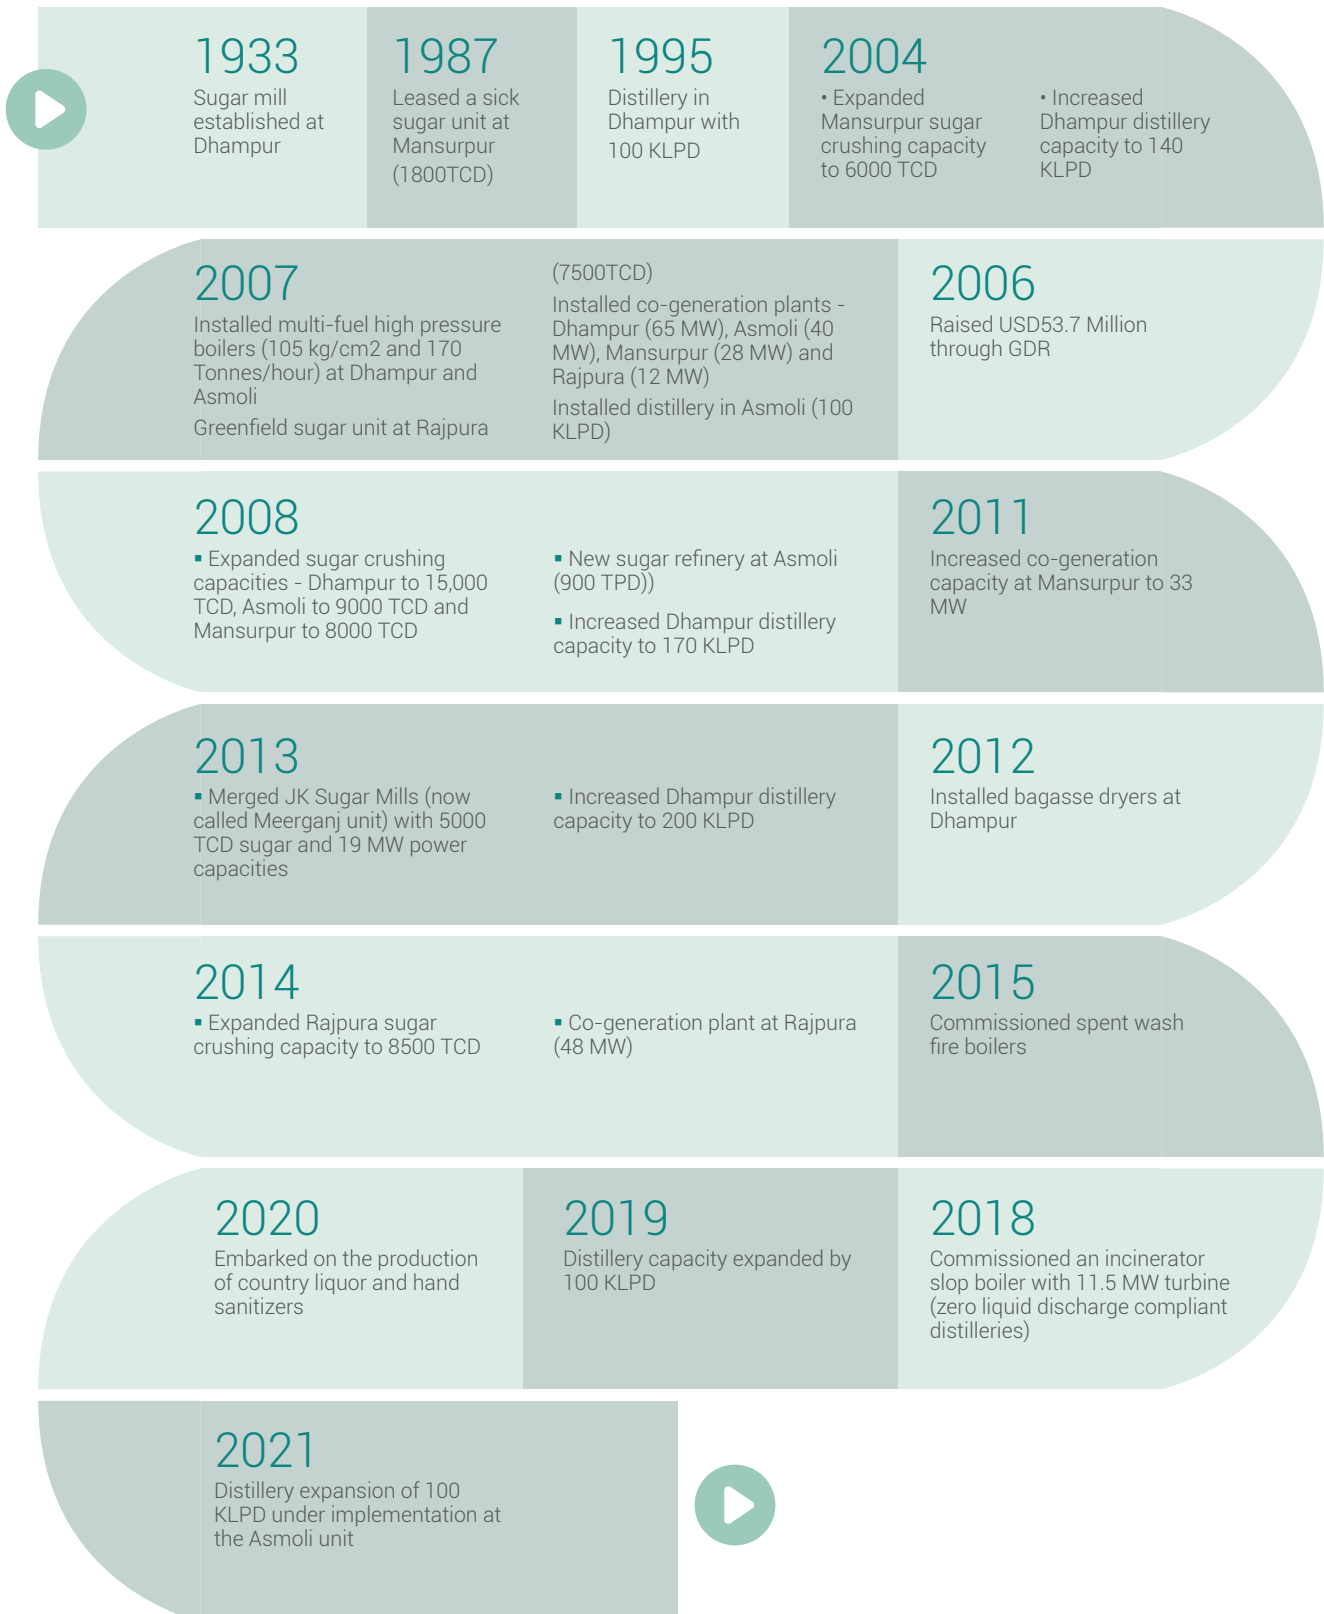 1933
Sugar mill
established at
Dhampur
1987
Leased a sick
sugar unit at
Mansurpur
(1800TCD)
1995
Distillery in
Dhampur with
100 KLPD
2004
• Expanded
Mansurpur sugar
crushing capacity
to 6000 TCD
• Increased
Dhampur distillery
capacity to 140
KLPD
2006
Raised USD53.7 Million
through GDR
2007
Installed multi-fuel high pressure
boilers (105 kg/cm2 and 170
Tonnes/hour) at Dhampur and
Asmoli
Greenfield sugar unit at Rajpura
(7500TCD)
Installed co-generation plants -
Dhampur (65 MW), Asmoli (40
MW), Mansurpur (28 MW) and
Rajpura (12 MW)
Installed distillery in Asmoli (100
KLPD)
2008
▪ Expanded sugar crushing
capacities - Dhampur to 15,000
TCD, Asmoli to 9000 TCD and
Mansurpur to 8000 TCD
▪ New sugar refinery at Asmoli
(900 TPD))
▪ Increased Dhampur distillery
capacity to 170 KLPD
2011
Increased co-generation
capacity at Mansurpur to 33
MW
2012
Installed bagasse dryers at
Dhampur
2013
▪ Merged JK Sugar Mills (now
called Meerganj unit) with 5000
TCD sugar and 19 MW power
capacities
▪ Increased Dhampur distillery
capacity to 200 KLPD
2014
▪ Expanded Rajpura sugar
crushing capacity to 8500 TCD
▪ Co-generation plant at Rajpura
(48 MW)
2015
Commissioned spent wash
fire boilers
2018
Commissioned an incinerator
slop boiler with 11.5 MW turbine
(zero liquid discharge compliant
distilleries)
2019
Distillery capacity expanded by
100 KLPD
2020
Embarked on the production
of country liquor and hand
sanitizers
2021
Distillery expansion of 100
KLPD under implementation at
the Asmoli unit